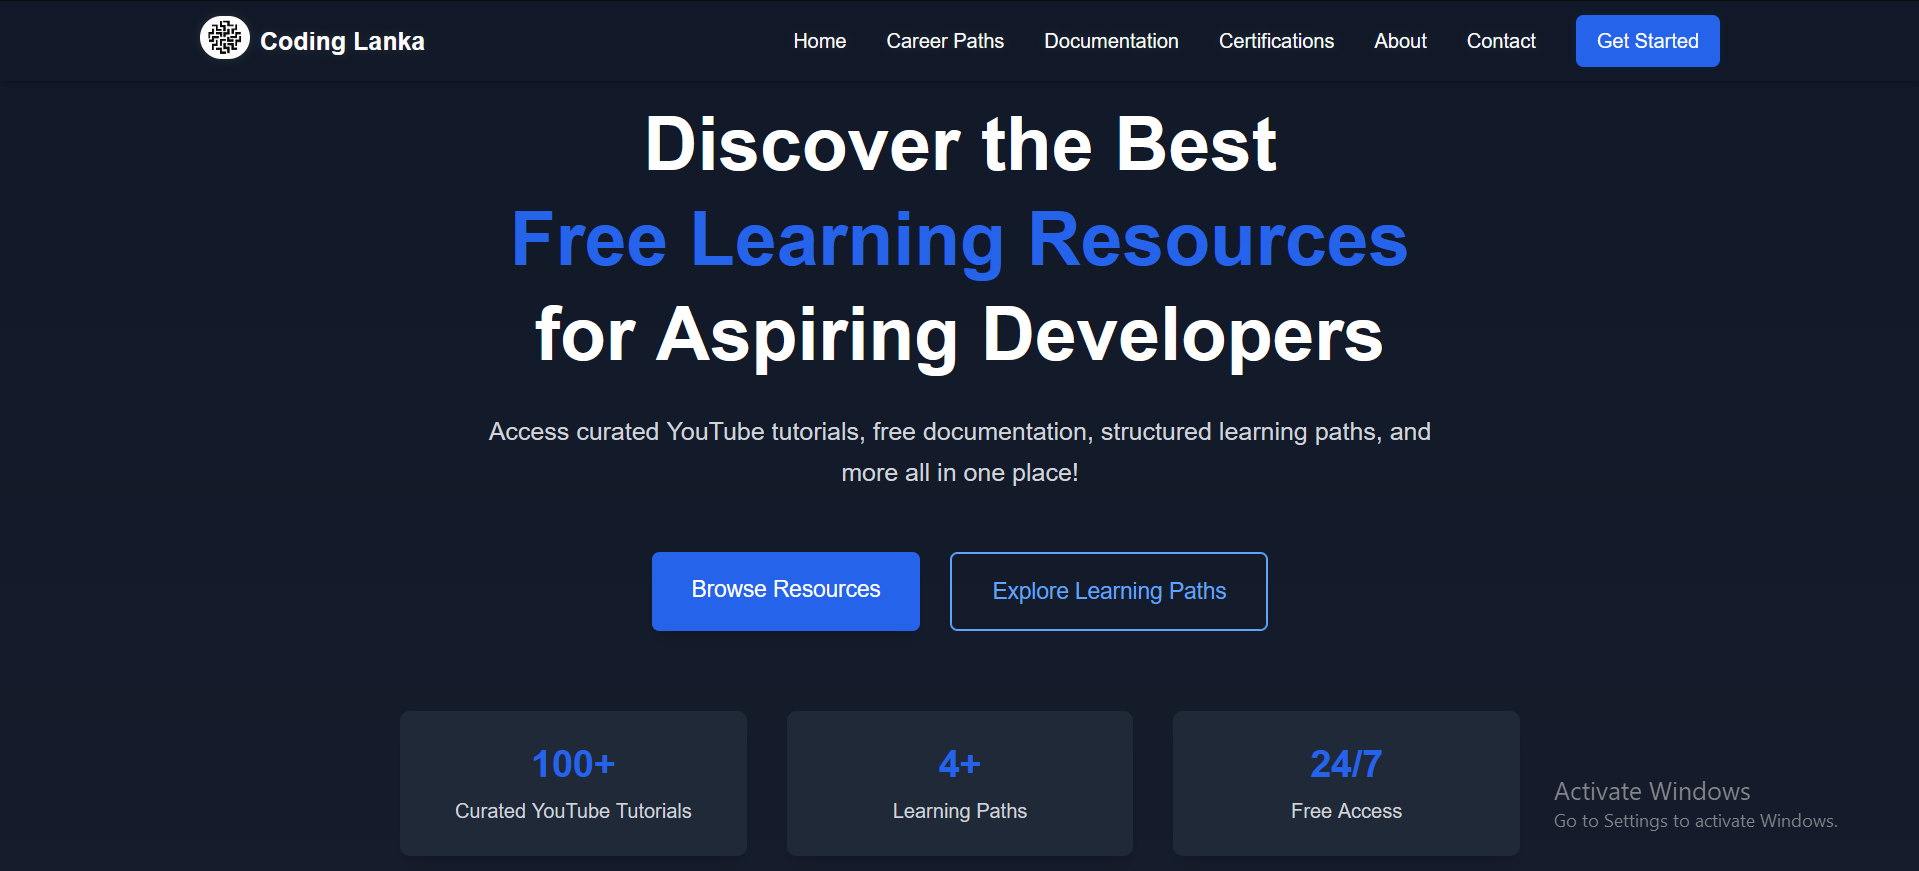 Coding Lanka
Home
Career Paths
Documentation
Certifications
About
Contact
Get Started
Discover the Best
Free Learning Resources
for Aspiring Developers
Access curated YouTube tutorials, free documentation, structured learning paths, and
more all in one place!
Browse Resources
Explore Learning Paths
100+
Curated YouTube Tutorials
4+
Learning Paths
24/7
Free Access
Activate Windows
Go to Settings to activate Windows.